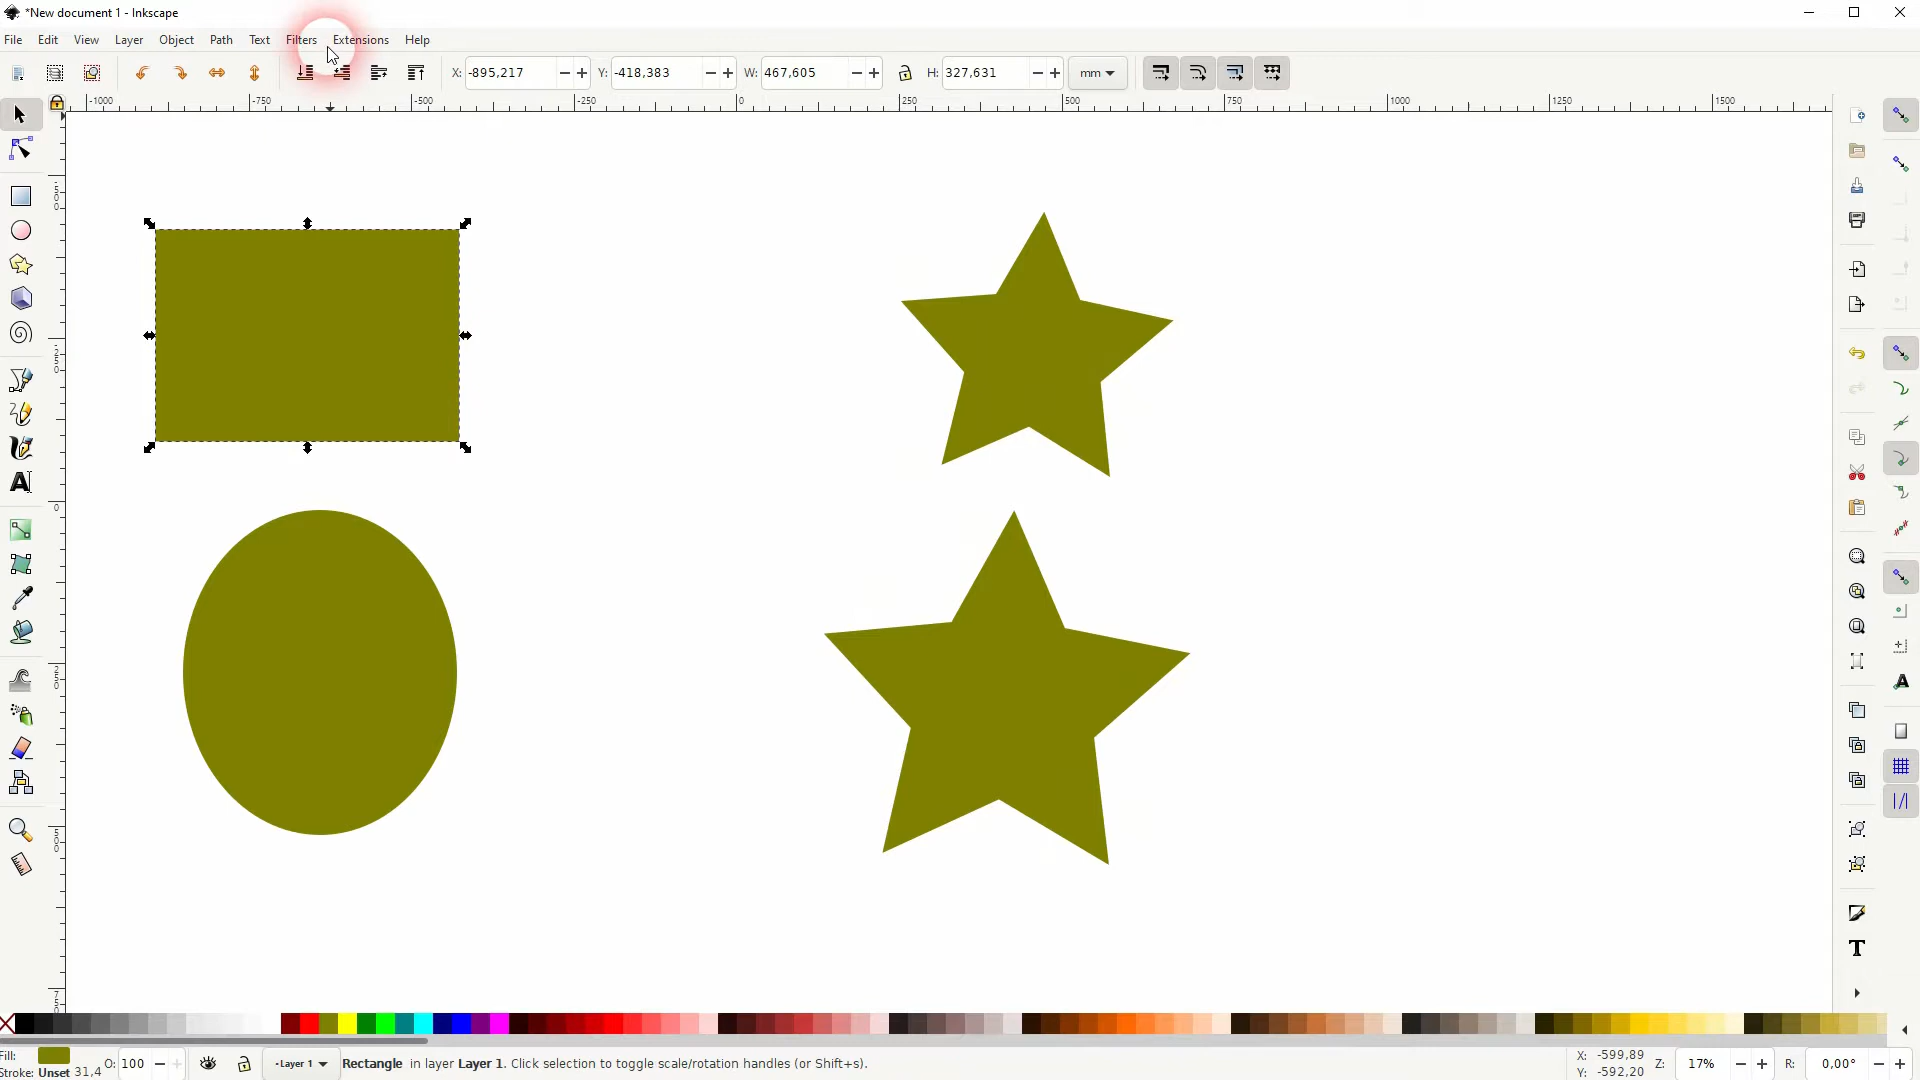 *New document 1 - Inkscape
File Edit View Layer Object Path Text Filters Extensions Help
X: -895,217 Y: -418,383 W: 467,605 H: 327,631 mm
-1000 -750 -500 -250 0 250 500 750 1000 1250 1500
Fill:
O: 100
Stroke: Unset 31,4
Layer 1
Rectangle in layer Layer 1. Click selection to toggle scale/rotation handles (or Shift+s).
X: -599,89
Y: -592,20
Z: 17%
R: 0,00°